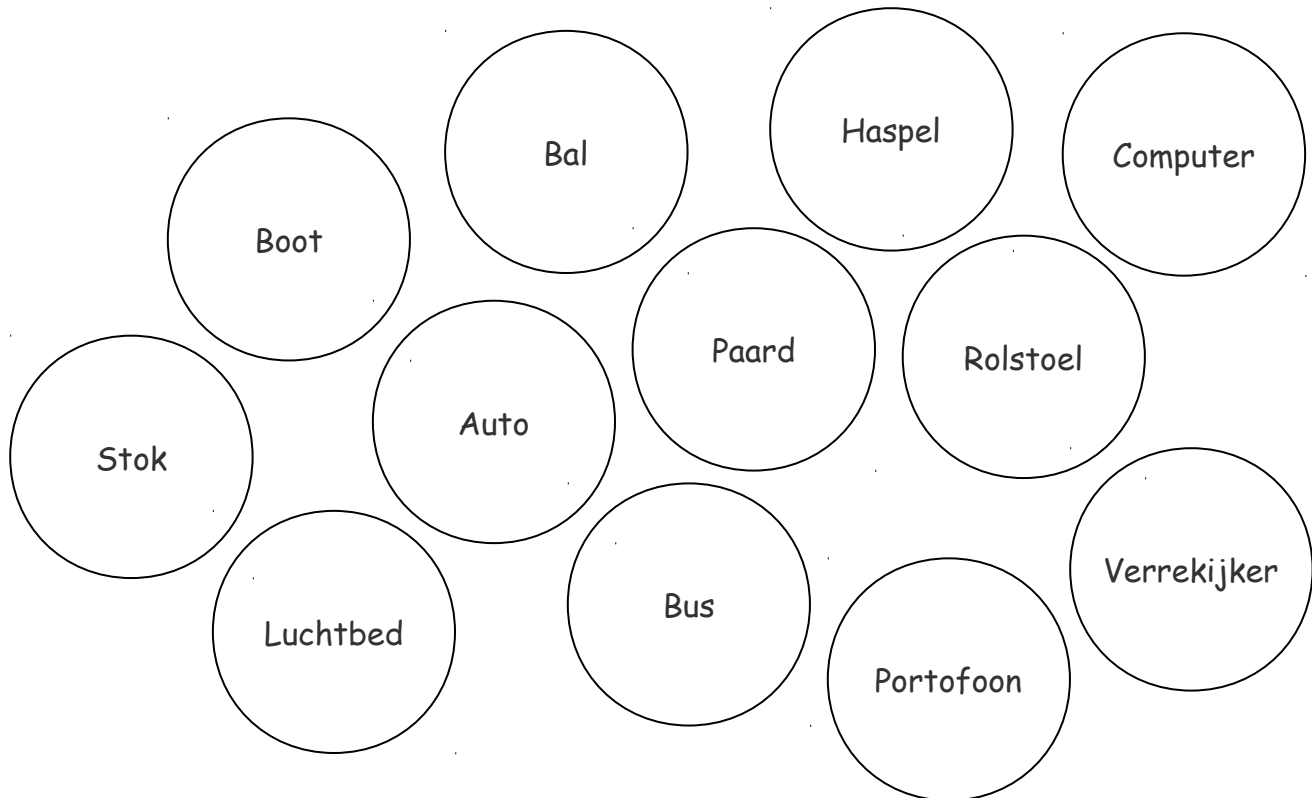 Haspel
Bal
Computer
Boot
Paard
Rolstoel
Auto
Stok
Verrekijker
Bus
Luchtbed
Portofoon